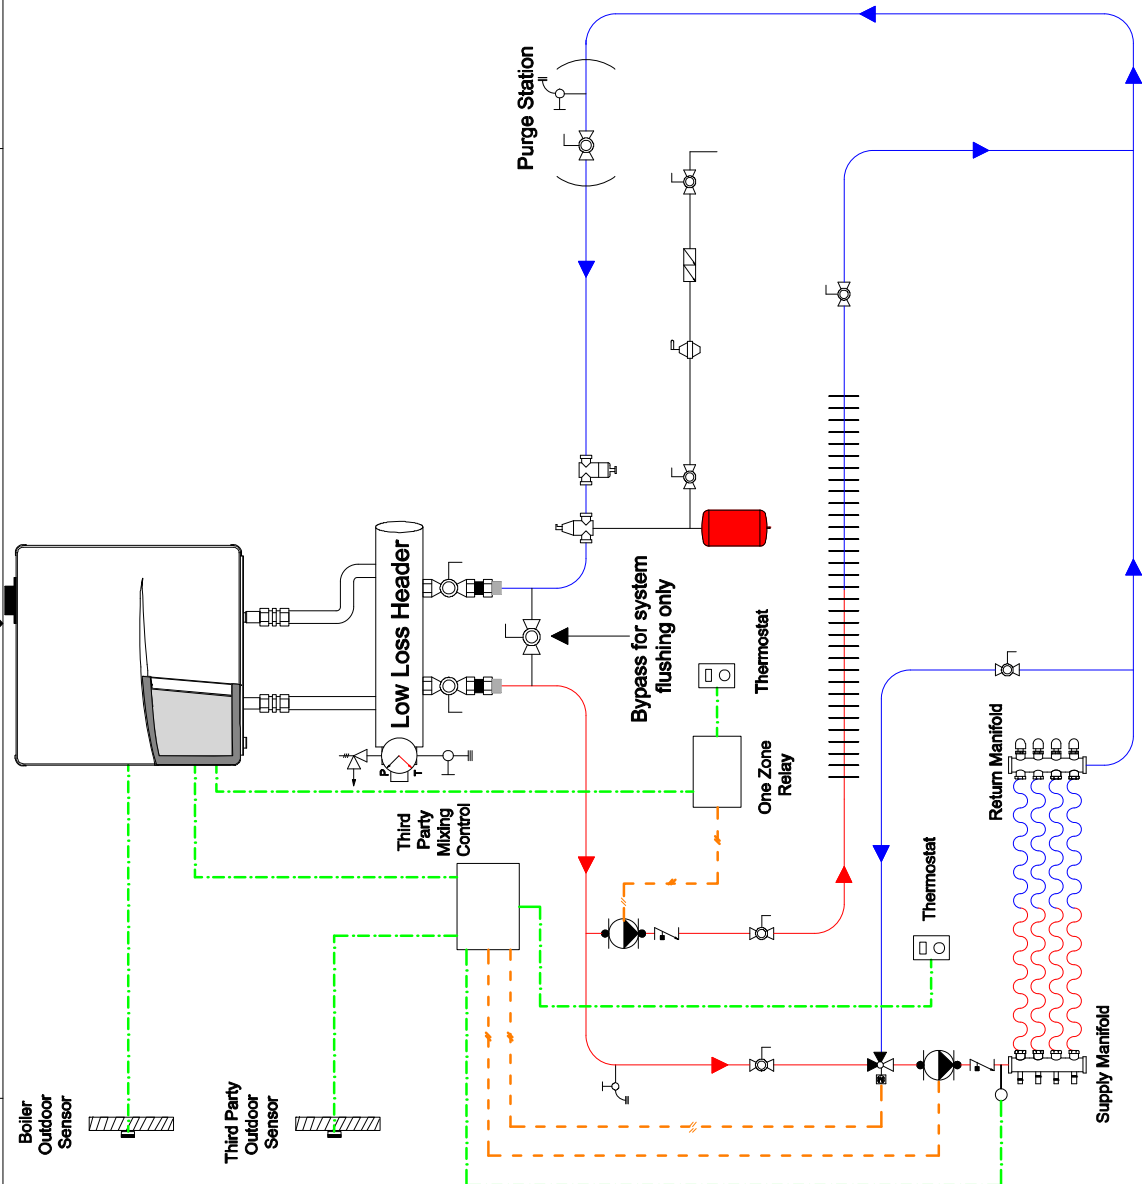 Purge Station
Low Loss Header
P
T
Bypass for system
flushing only
Thermostat
One Zone
Relay
Third
Party
Mixing
Control
Return Manifold
Thermostat
Supply Manifold
Boiler
Outdoor
Sensor
Third Party
Outdoor
Sensor